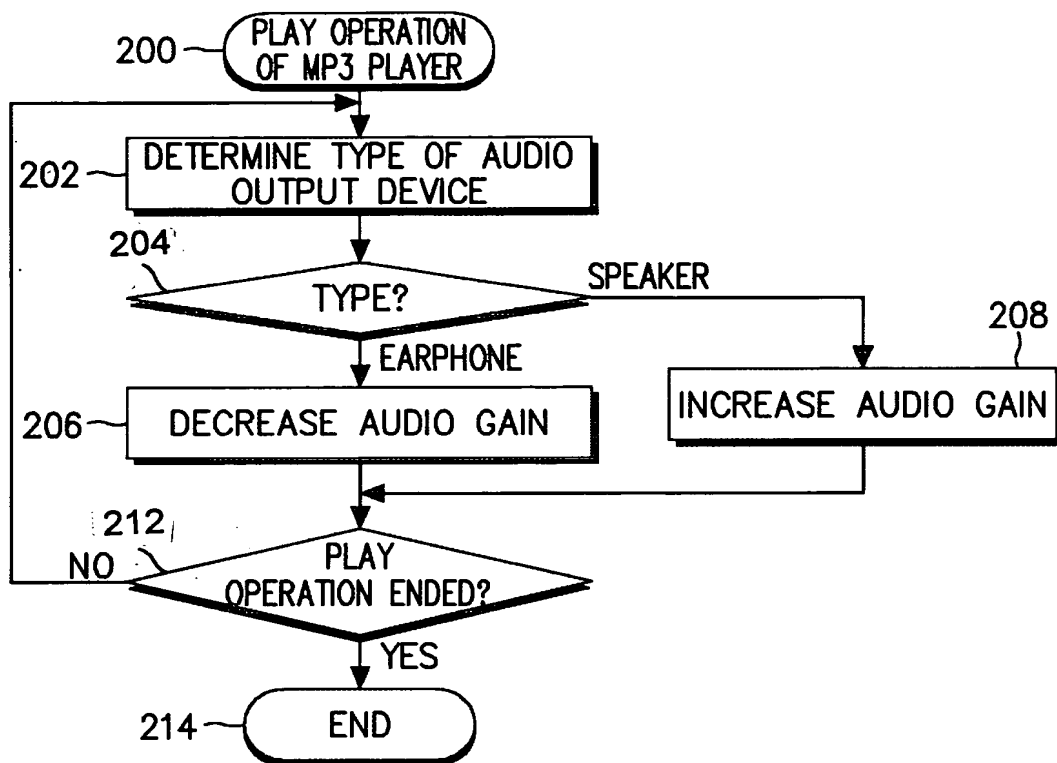 200
PLAY OPERATION
OF MP3 PLAYER
202
DETERMINE TYPE OF AUDIO
OUTPUT DEVICE
204
TYPE?
SPEAKER
EARPHONE
208
206
DECREASE AUDIO GAIN
INCREASE AUDIO GAIN
212
PLAY
OPERATION ENDED?
NO
YES
214
END